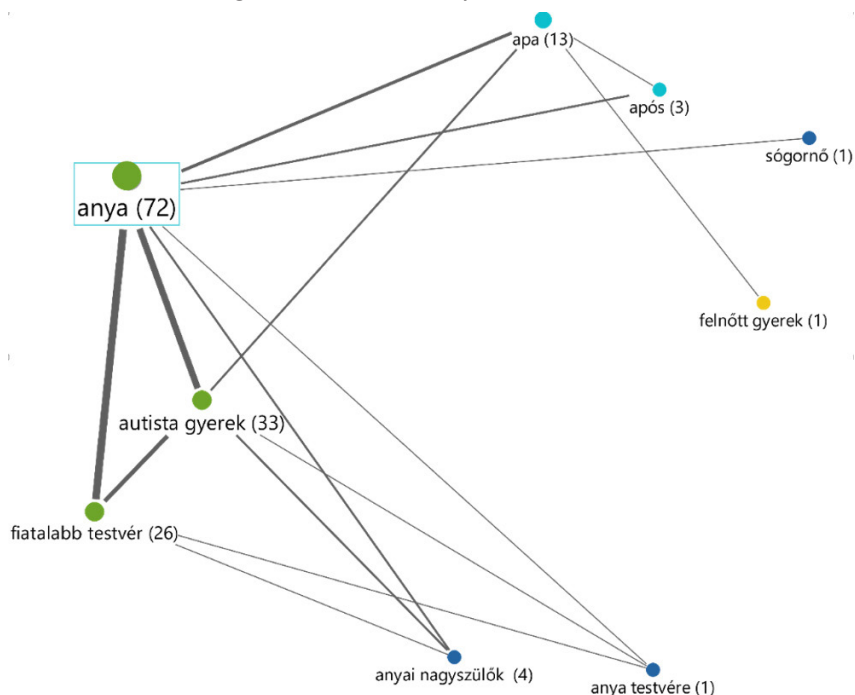 apa (13)
após (3)
sógornő (1)
anya (72)
felnőtt gyerek (1)
autista gyerek (33)
fiatalabb testvér (26)
anyai nagyszülők (4)
anya testvére (1)